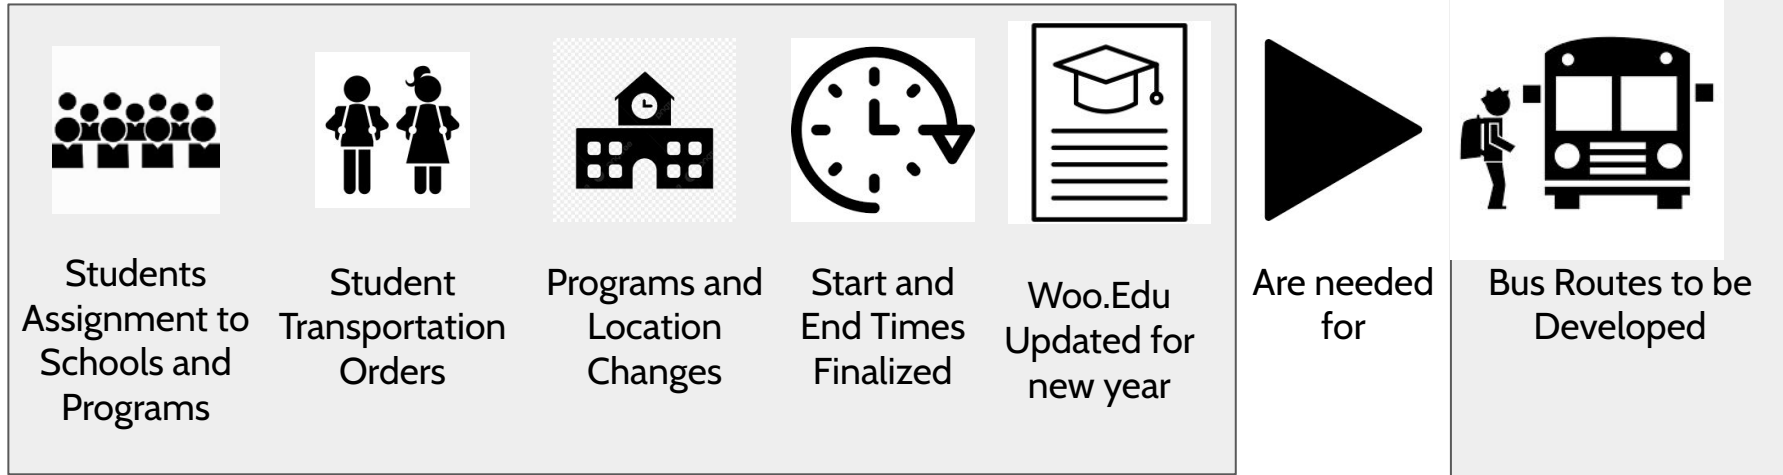 Students
Assignment to
Schools and
Programs
Student
Transportation
Orders
Programs and
Location
Changes
Start and
End Times
Finalized
Woo.Edu
Updated for
new year
Are needed
for
Bus Routes to be
Developed